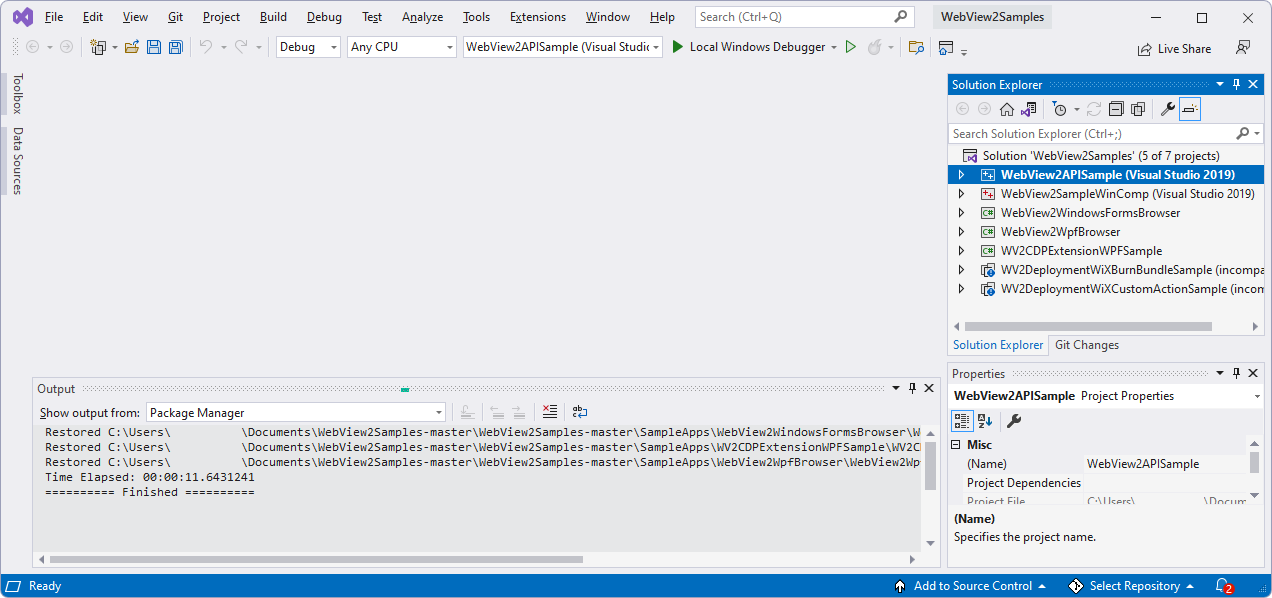 File Edit View Git Project Build Debug Test Analyze Tools Extensions Window Help Search (Ctrl+Q) WebView2Samples
Debug Any CPU WebView2APISample (Visual Studi Local Windows Debugger Live Share
Toolbox
Data Sources
Solution Explorer
Search Solution Explorer (Ctrl+;)
Solution 'WebView2Samples' (5 of 7 projects)
WebView2APISample (Visual Studio 2019)
WebView2SampleWinComp (Visual Studio 2019)
C# WebView2WindowsFormsBrowser
C# WebView2WpfBrowser
C# WV2CDPExtensionWPFSample
WV2DeploymentWiXBurnBundleSample (incompa
WV2DeploymentWiXCustomActionSample (incom
Solution Explorer Git Changes
Output
Show output from: Package Manager
Restored C:\Users\ \Documents\WebView2Samples-master\WebView2Samples-master\SampleApps\WebView2WindowsFormsBrowser\W
Restored C:\Users\ \Documents\WebView2Samples-master\WebView2Samples-master\SampleApps\WV2CDPExtensionWPFSample\WV2C
Restored C:\Users\ \Documents\WebView2Samples-master\WebView2Samples-master\SampleApps\WebView2WpfBrowser\WebView2Wp
Time Elapsed: 00:00:11.6431241
========== Finished ==========
Properties
WebView2APISample Project Properties
Misc
(Name) WebView2APISample
Project Dependencies
Project File C:\Users\ \Docum
(Name)
Specifies the project name.
Ready Add to Source Control Select Repository 2